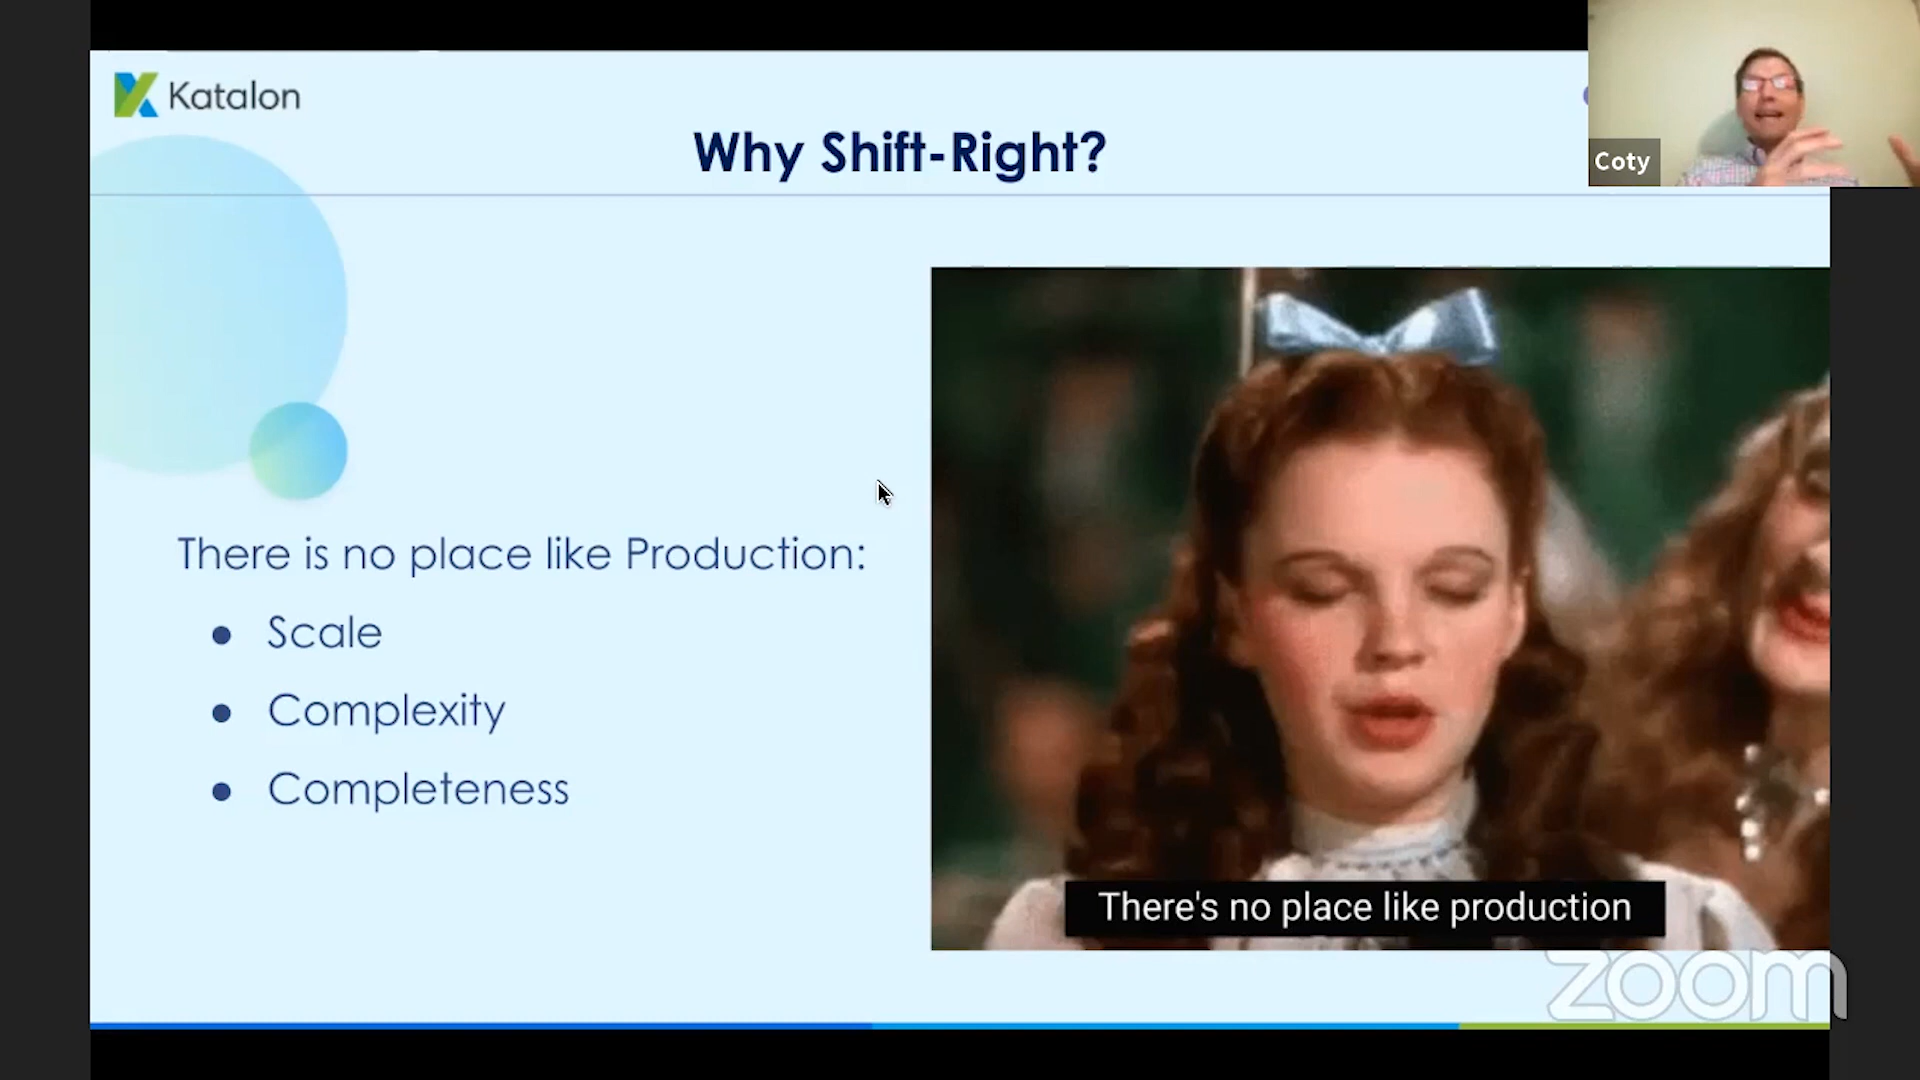 Katalon
Why Shift-Right?
Coty
There is no place like Production:
● Scale
● Complexity
● Completeness
There's no place like production
zoom